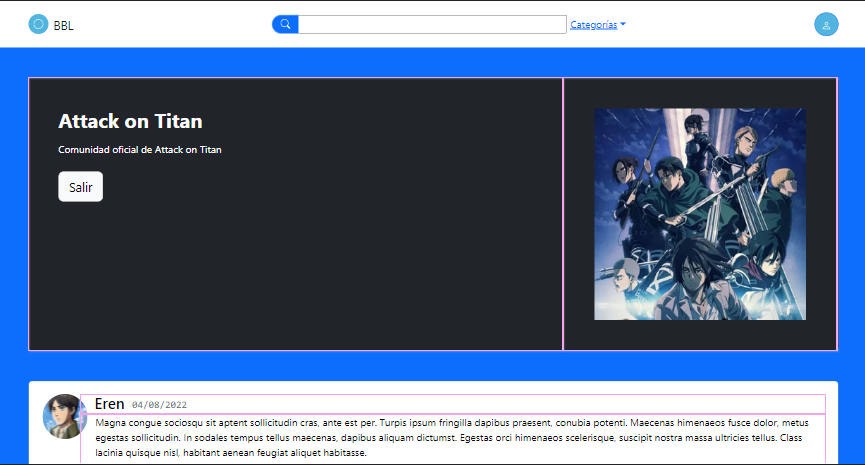 BBL
Categorías
Attack on Titan
Comunidad oficial de Attack on Titan
Salir
Eren 04/08/2022
Magna congue sociosqu sit aptent sollicitudin cras, ante est per. Turpis ipsum fringilla dapibus praesent, conubia potenti. Maecenas himenaeos fusce dolor, metus
egestas sollicitudin. In sodales tempus tellus maecenas, dapibus aliquam dictumst. Egestas orci himenaeos scelerisque, suscipit nostra massa ultricies tellus. Class
lacinia quisque nisl, habitant aenean feugiat aliquet habitasse.